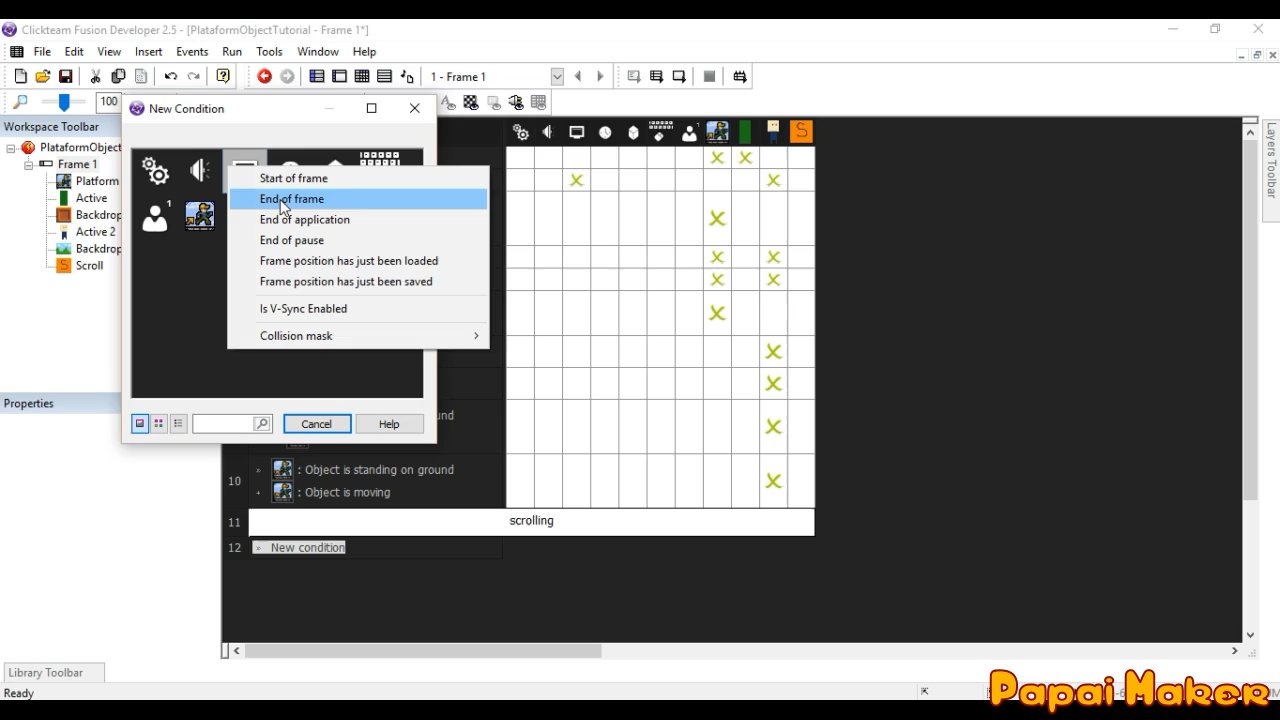 Clickteam Fusion Developer 2.5 - [PlataformObjectTutorial - Frame 1*]
File Edit View Insert Events Run Tools Window Help
1 - Frame 1
100
New Condition
Workspace Toolbar
PlataformObject
Frame 1
Platform
Active
Backdrop
Active 2
Backdrop
Scroll
S
S
1
1
Start of frame
End of frame
End of application
End of pause
Frame position has just been loaded
Frame position has just been saved
Is V-Sync Enabled
Collision mask
Properties
Cancel
Help
und
10
: Object is standing on ground
: Object is moving
11
scrolling
12
New condition
Layers Toolbar
Library Toolbar
Ready
Papai Maker